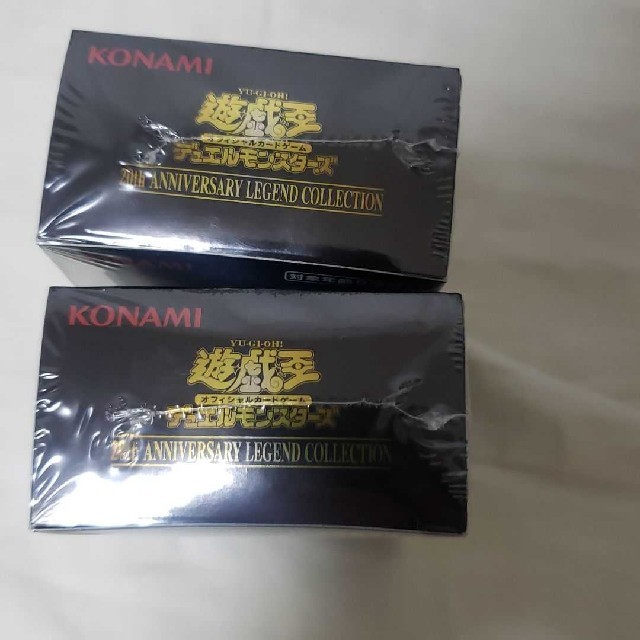 KONAMI
YU-GI-OH!
遊戯王
オフィシャルカードゲーム
デュエルモンスターズ
20th ANNIVERSARY LEGEND COLLECTION
KONAMI
YU-GI-OH!
遊戯王
オフィシャルカードゲーム
デュエルモンスターズ
20th ANNIVERSARY LEGEND COLLECTION